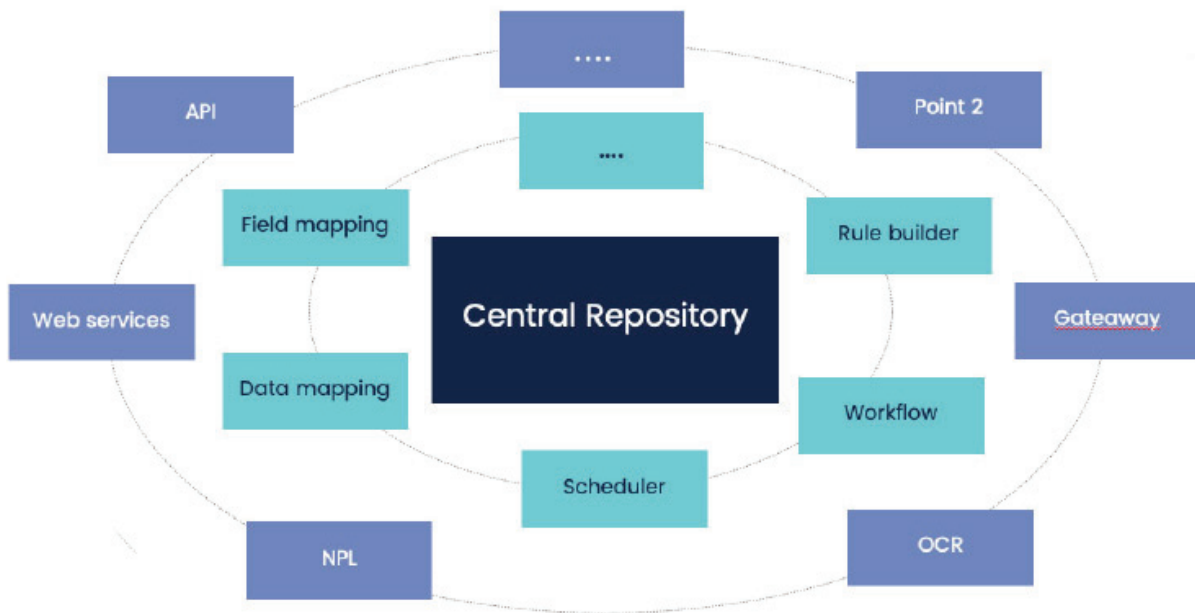 ....
API
Point 2
....
Field mapping
Rule builder
Web services
Central Repository
Gateaway
Data mapping
Workflow
Scheduler
NPL
OCR